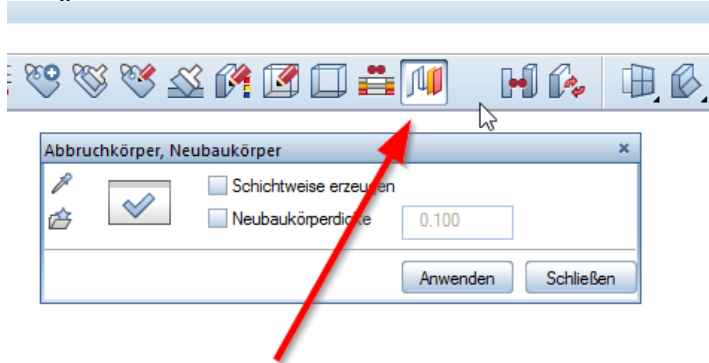 Abbruchkörper, Neubaukörper
Schichtweise erzeugen
Neubaukörperdicke 0.100
Anwenden Schließen